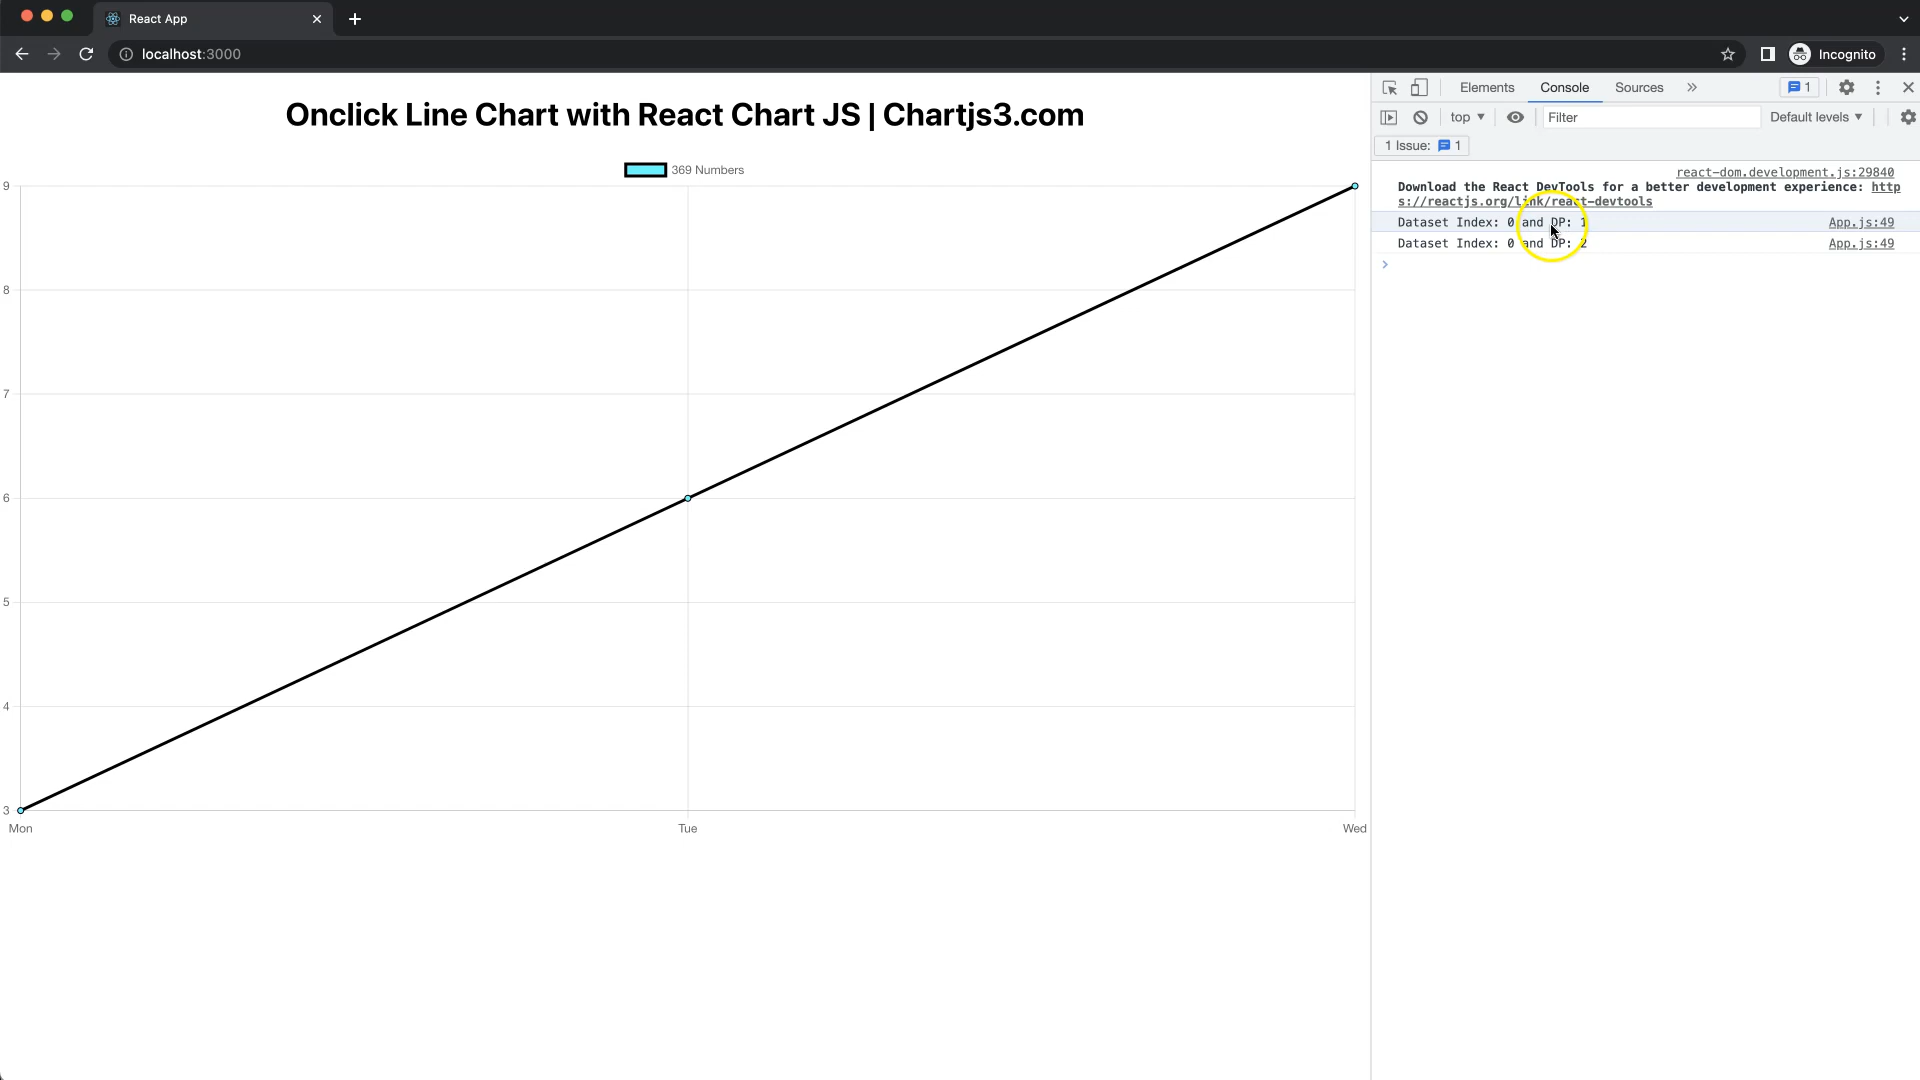 React App
localhost:3000
Incognito
Onclick Line Chart with React Chart JS | Chartjs3.com
369 Numbers
9
8
7
6
5
4
3
Mon
Tue
Wed
Elements
Console
Sources
1
top
Filter
Default levels
1 Issue:
1
react-dom.development.js:29840
Download the React DevTools for a better development experience: http
s://reactjs.org/link/react-devtools
Dataset Index: 0 and DP: 1
App.js:49
Dataset Index: 0 and DP: 2
App.js:49